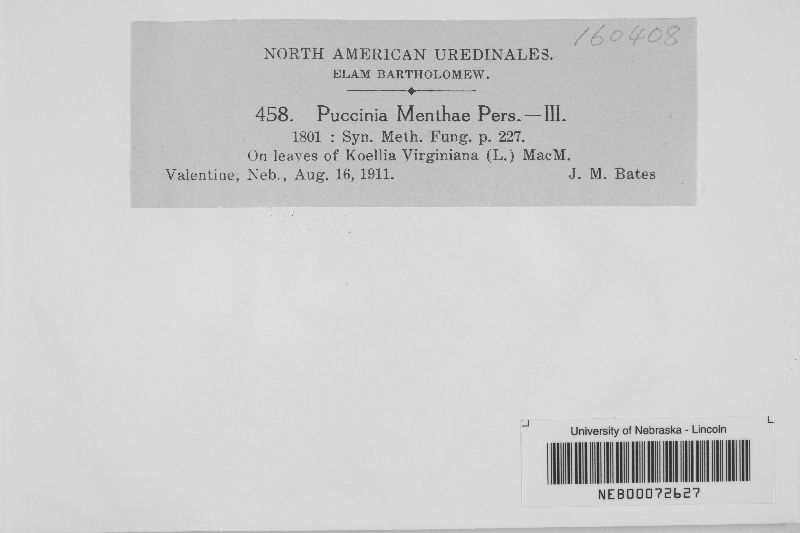 160408
NORTH AMERICAN UREDINALES.
ELAM BARTHOLOMEW.
458. Puccinia Menthae Pers.—III.
1801 : Syn. Meth. Fung. p. 227.
On leaves of Koellia Virginiana (L.) MacM.
Valentine, Neb., Aug. 16, 1911. J. M. Bates
University of Nebraska - Lincoln
NEB00072627